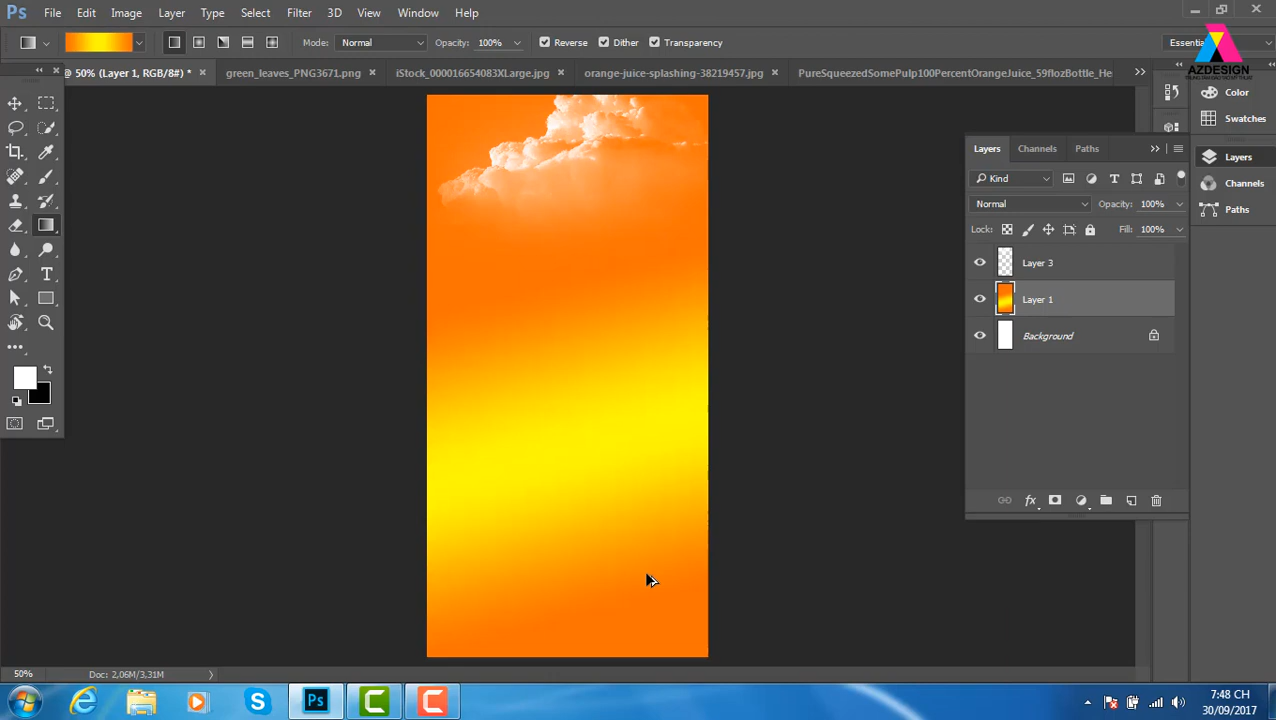 Ps File Edit Image Layer Type Select Filter 3D View Window Help
Mode: Normal Opacity: 100% Reverse Dither Transparency Essentia
@ 50% (Layer 1, RGB/8#) * × green_leaves_PNG3671.png × iStock_000016654083XLarge.jpg × orange-juice-splashing-38219457.jpg × PureSqueezedSomePulp100PercentOrangeJuice_59flozBottle_He
AZDESIGN
Color
Swatches
Layers
Channels
Paths
Layers Channels Paths
Kind
Normal Opacity: 100%
Lock: Fill: 100%
Layer 3
Layer 1
Background
fx
50% Doc: 2,06M/3,31M
Ps
7:48 CH
30/09/2017